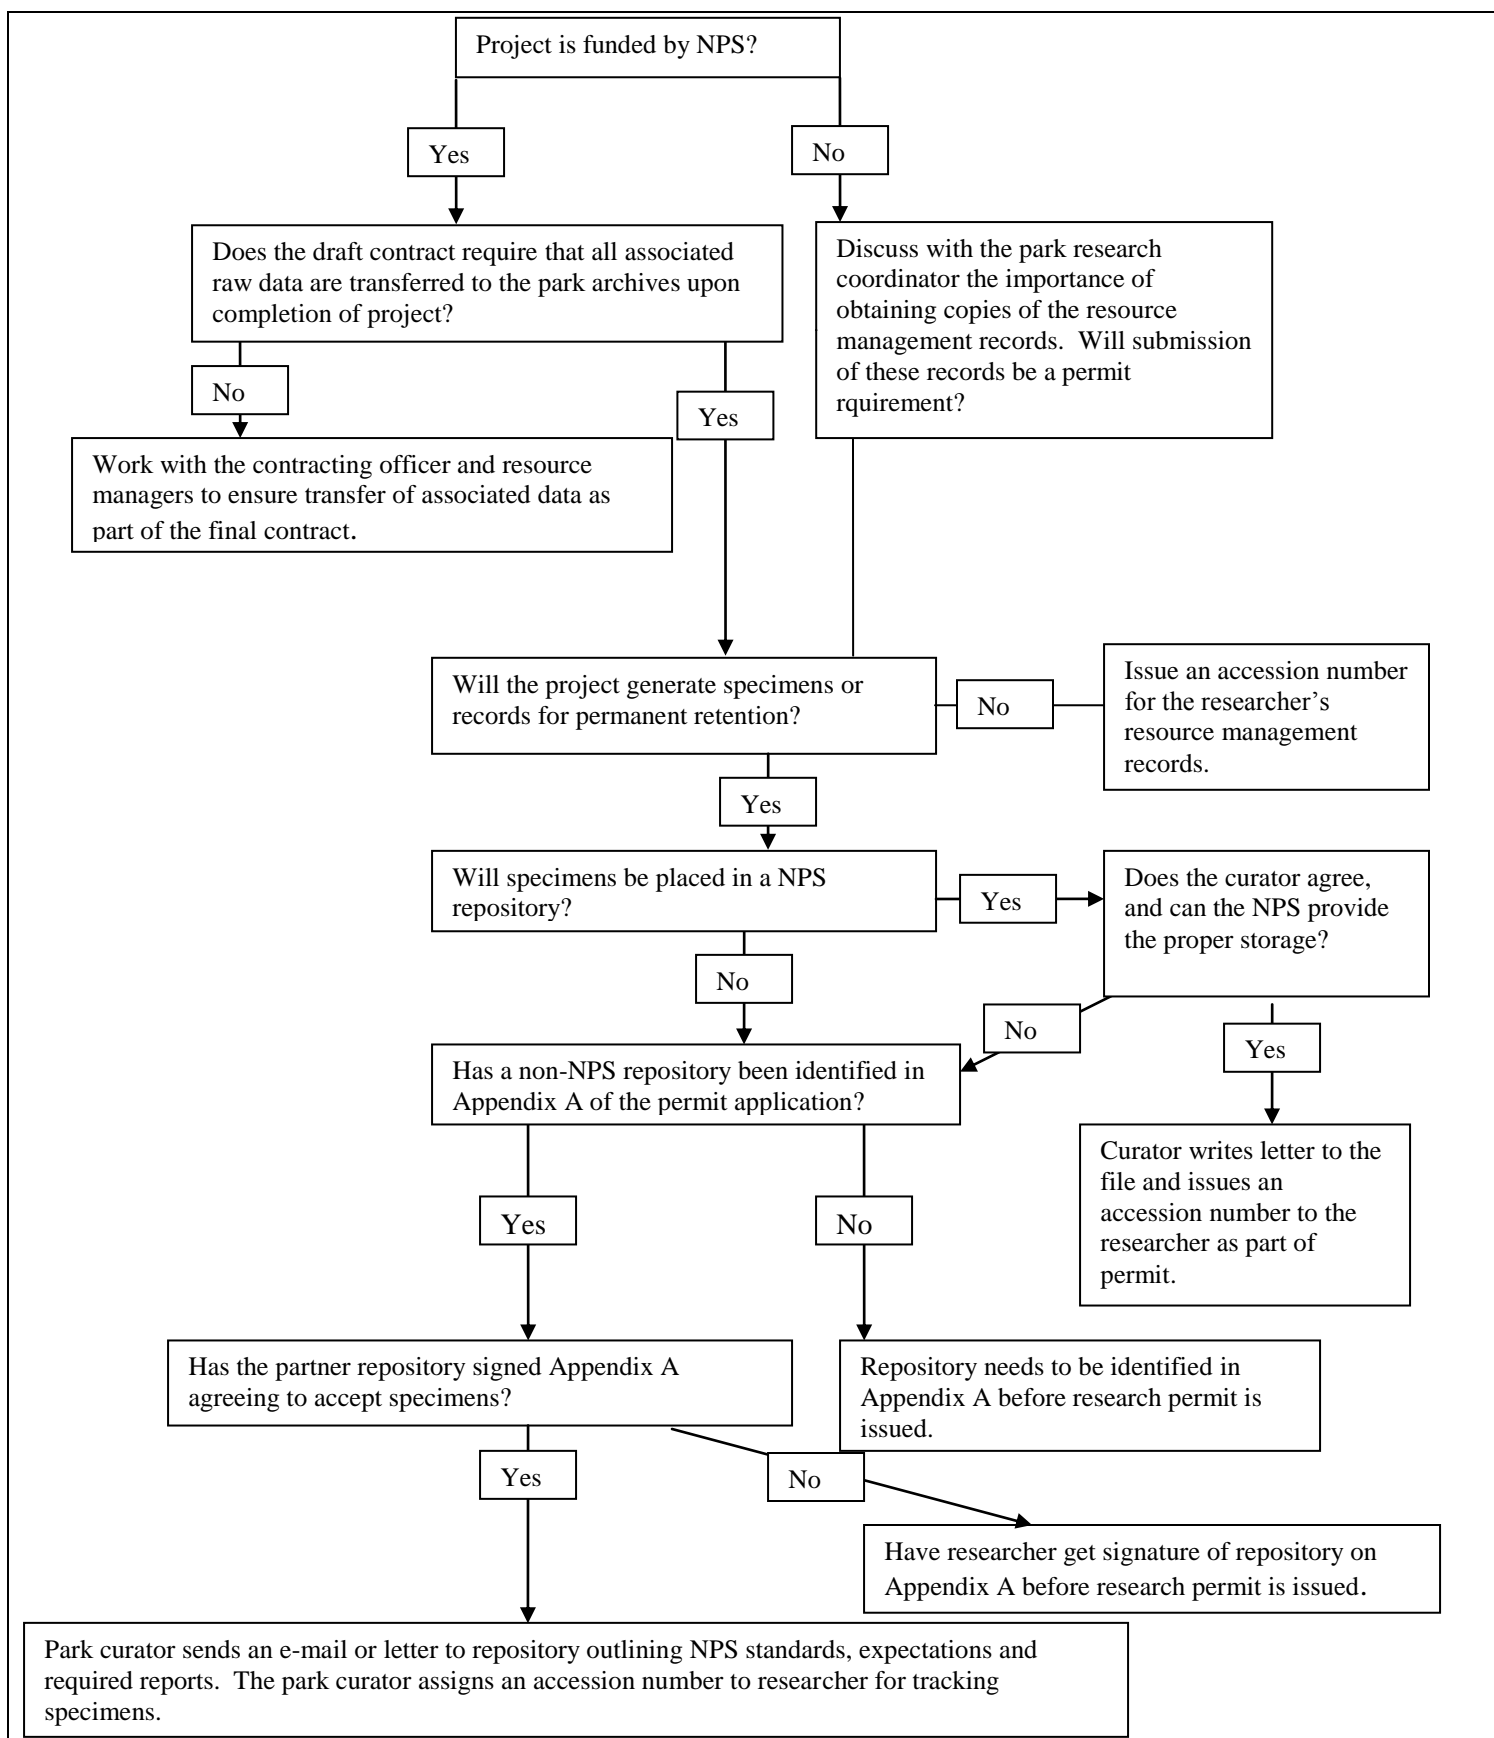 Project is funded by NPS?
Yes
No
Does the draft contract require that all associated
raw data are transferred to the park archives upon
completion of project?
Discuss with the park research
coordinator the importance of
obtaining copies of the resource
management records.  Will submission
of these records be a permit
rquirement?
No
Yes
Work with the contracting officer and resource
managers to ensure transfer of associated data as
part of the final contract.
Will the project generate specimens or
records for permanent retention?
No
Issue an accession number
for the researcher’s
resource management
records.
Yes
Will specimens be placed in a NPS
repository?
Yes
Does the curator agree,
and can the NPS provide
the proper storage?
No
No
Yes
Has a non-NPS repository been identified in
Appendix A of the permit application?
Curator writes letter to the
file and issues an
accession number to the
researcher as part of
permit.
Yes
No
Has the partner repository signed Appendix A
agreeing to accept specimens?
Repository needs to be identified in
Appendix A before research permit is
issued.
Yes
No
Have researcher get signature of repository on
Appendix A before research permit is issued.
Park curator sends an e-mail or letter to repository outlining NPS standards, expectations and
required reports.  The park curator assigns an accession number to researcher for tracking
specimens.